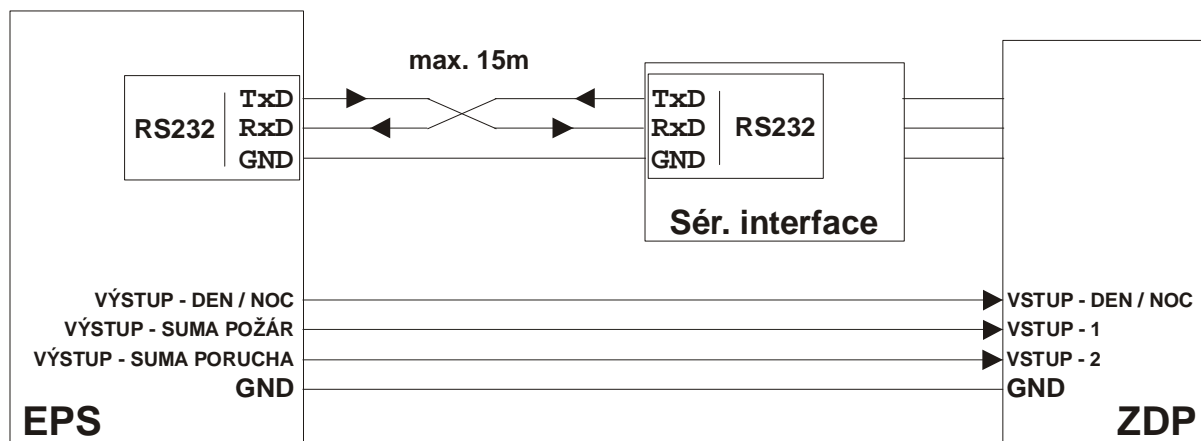 max. 15m
RS232
TxD
RxD
GND
TxD
RxD
GND
RS232
Sér. interface
VÝSTUP - DEN / NOC
VÝSTUP - SUMA POŽÁR
VÝSTUP - SUMA PORUCHA
GND
VSTUP - DEN / NOC
VSTUP - 1
VSTUP - 2
GND
EPS
ZDP